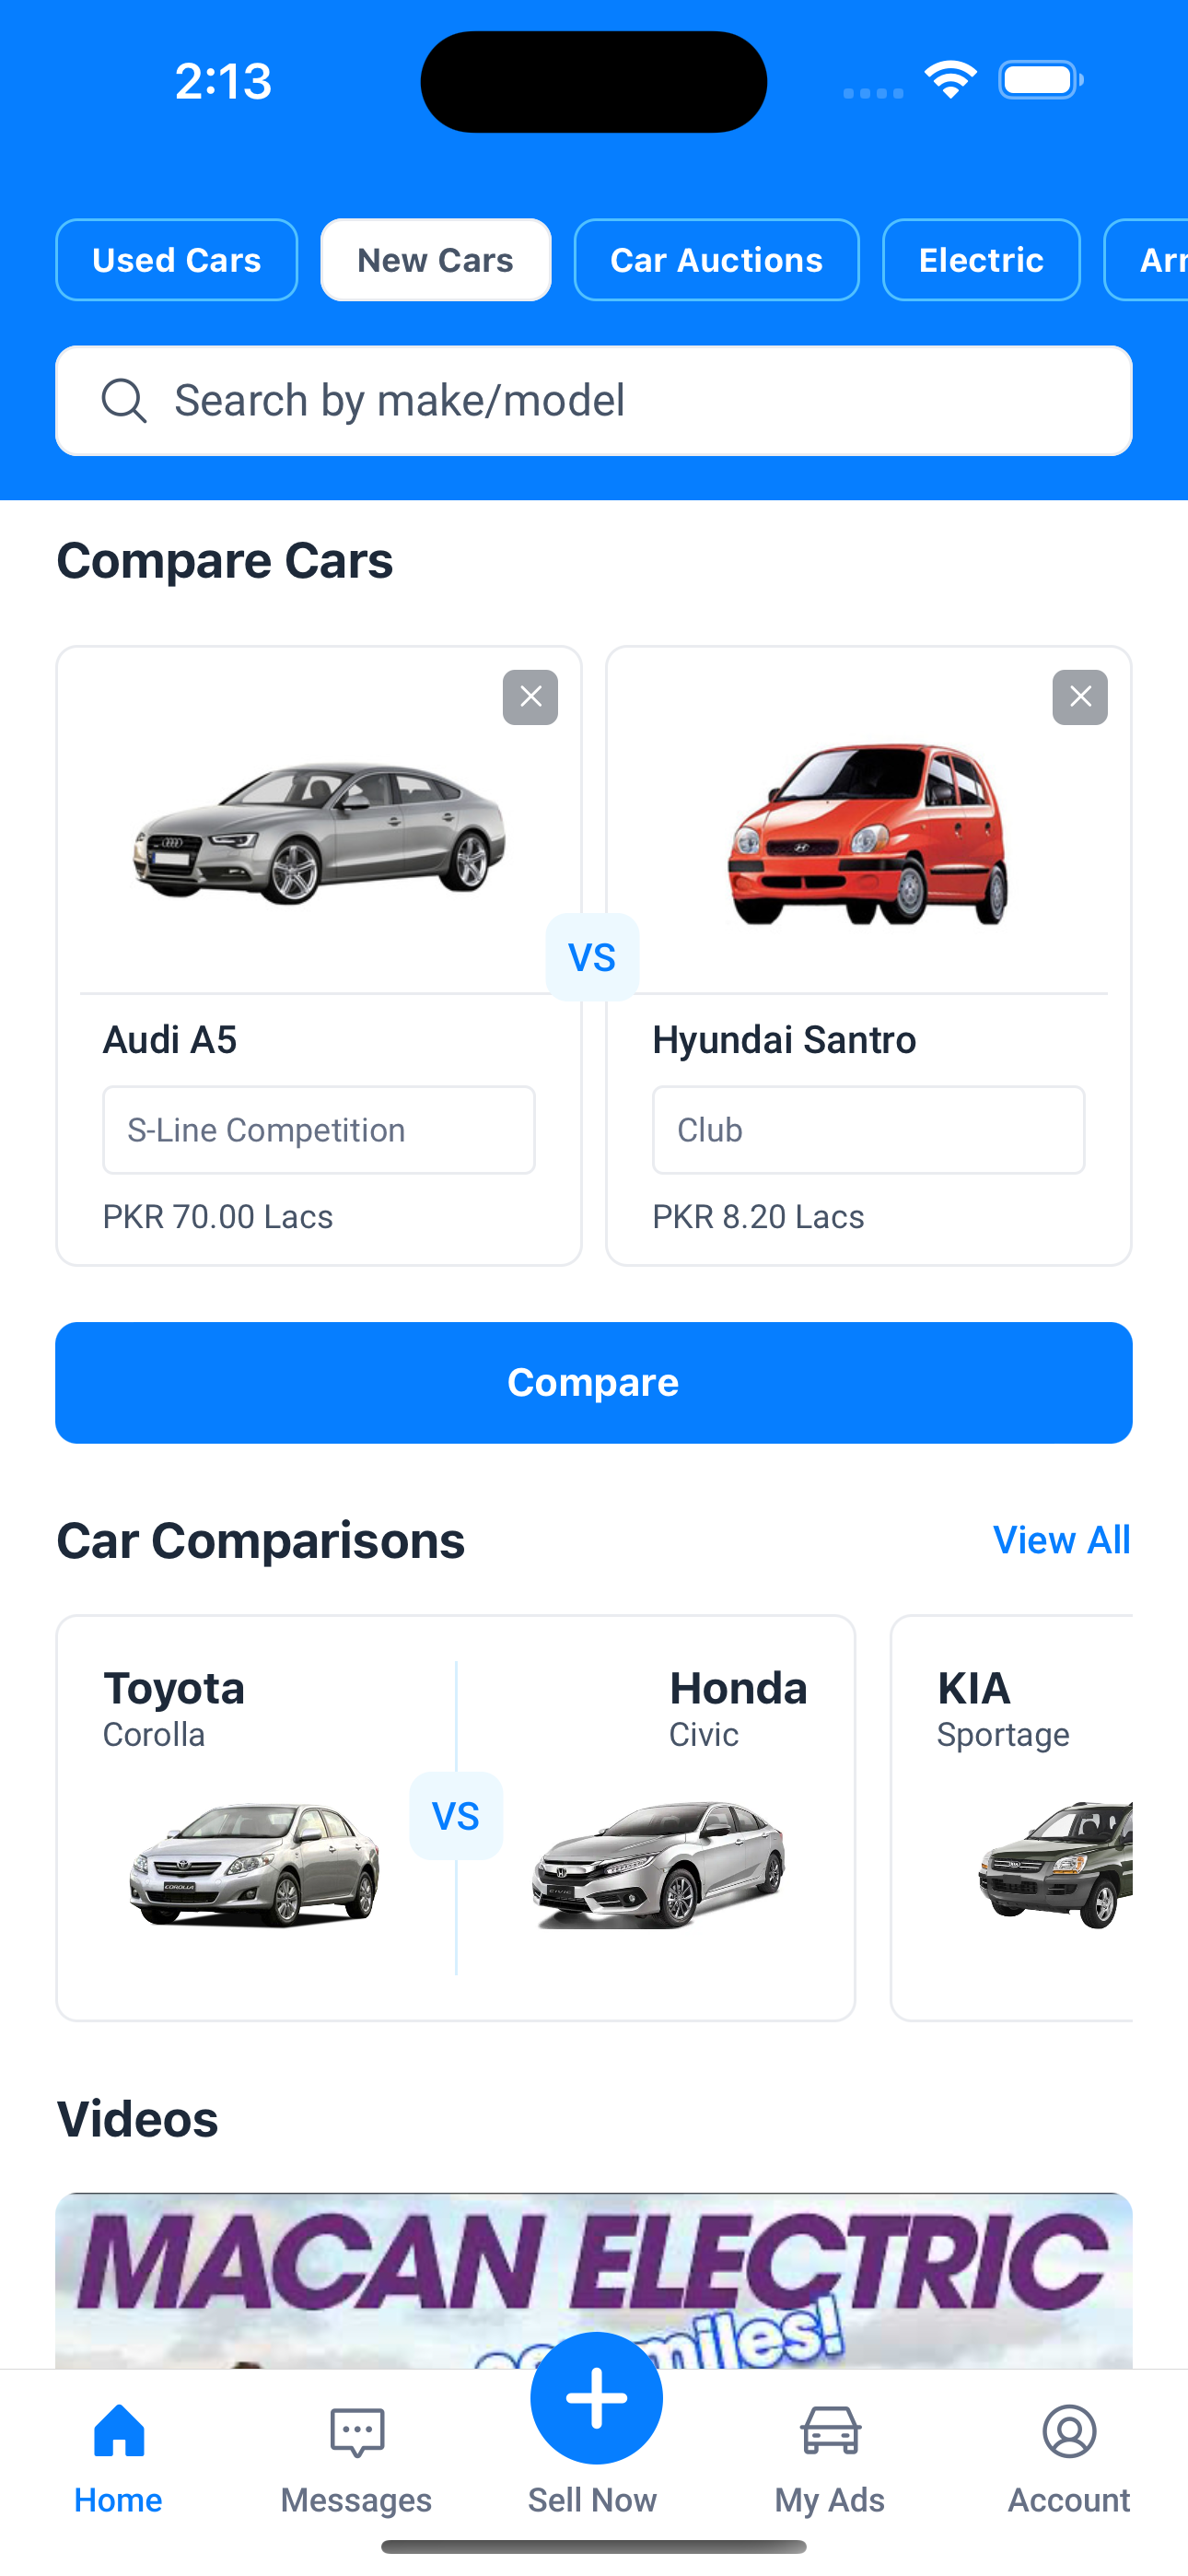 2:13
Used Cars
New Cars
Car Auctions
Electric
Search by make/model
Compare Cars
VS
Audi A5
Hyundai Santro
S-Line Competition
Club
PKR 70.00 Lacs
PKR 8.20 Lacs
Compare
Car Comparisons
View All
Toyota
Corolla
Honda
Civic
KIA
Sportage
VS
COROLLA
CIVIC
Videos
MACAN ELECTRIC
miles!
Home
Messages
Sell Now
My Ads
Account